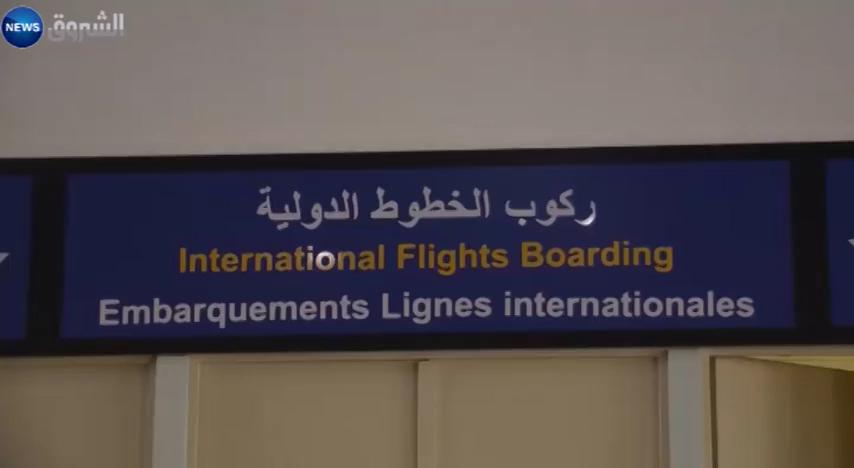 NEWS الشروق
ركوب الخطوط الدولية
International Flights Boarding
Embarquements Lignes internationales